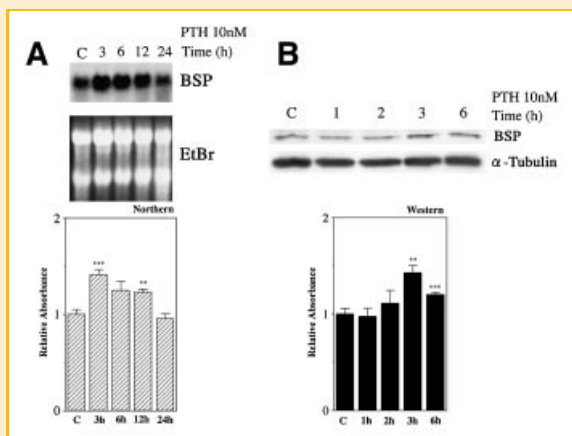 A
PTH 10nM
C 3 6 12 24 Time (h)
BSP
EtBr
Northern
Relative Absorbance
2
***
**
1
0
C 3h 6h 12h 24h
B
PTH 10nM
C 1 2 3 6 Time (h)
BSP
α-Tubulin
Western
Relative Absorbance
2
**
***
1
0
C 1h 2h 3h 6h